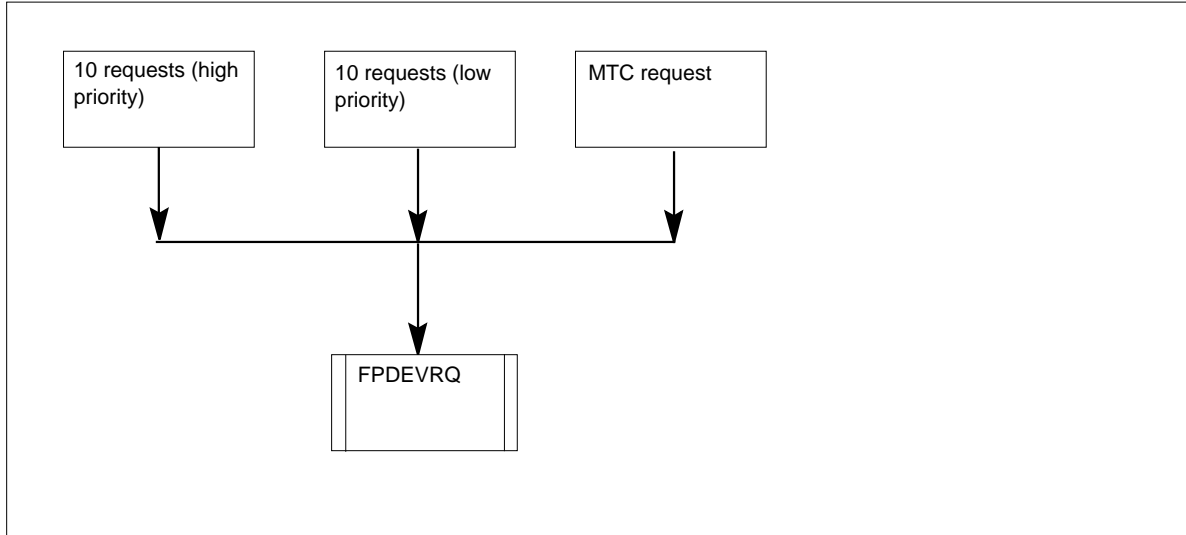 10 requests (high
priority)
10 requests (low
priority)
MTC request
FPDEVRQ